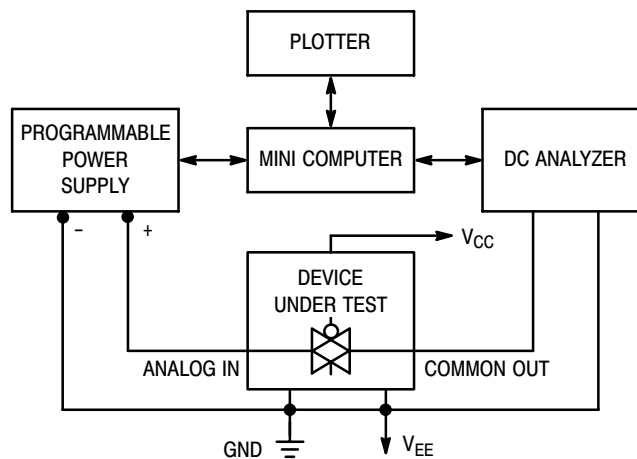 PLOTTER
PROGRAMMABLE
POWER
SUPPLY
MINI COMPUTER
DC ANALYZER
– +
VCC
DEVICE
UNDER TEST
ANALOG IN
COMMON OUT
GND
VEE